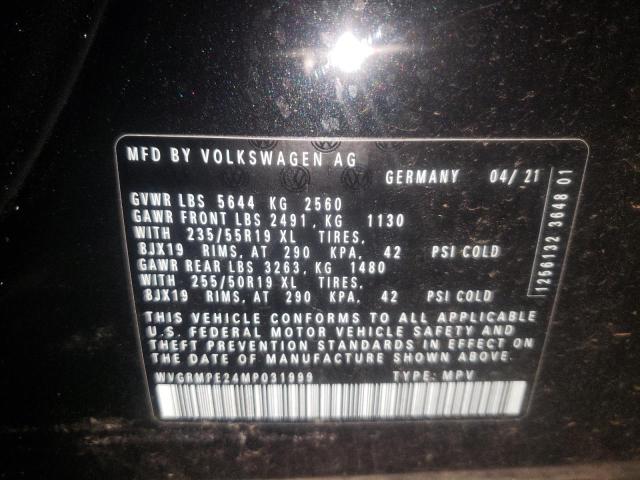 MFD BY VOLKSWAGEN AG
GERMANY 04/ 21
GVWR LBS 5644 KG 2560
GAWR FRONT LBS 2491, KG 1130
WITH 235/55R19 XL TIRES,
BJX19 RIMS, AT 290 KPA, 42 PSI COLD
GAWR REAR LBS 3263, KG 1480
WITH 255/50R19 XL TIRES,
BJX19 RIMS, AT 290 KPA, 42 PSI COLD
THIS VEHICLE CONFORMS TO ALL APPLICABLE
U.S. FEDERAL MOTOR VEHICLE SAFETY AND
THEFT PREVENTION STANDARDS IN EFFECT ON
THE DATE OF MANUFACTURE SHOWN ABOVE.
WVGRMPE24MP031999 TYPE: MPV
1256132 3648 01